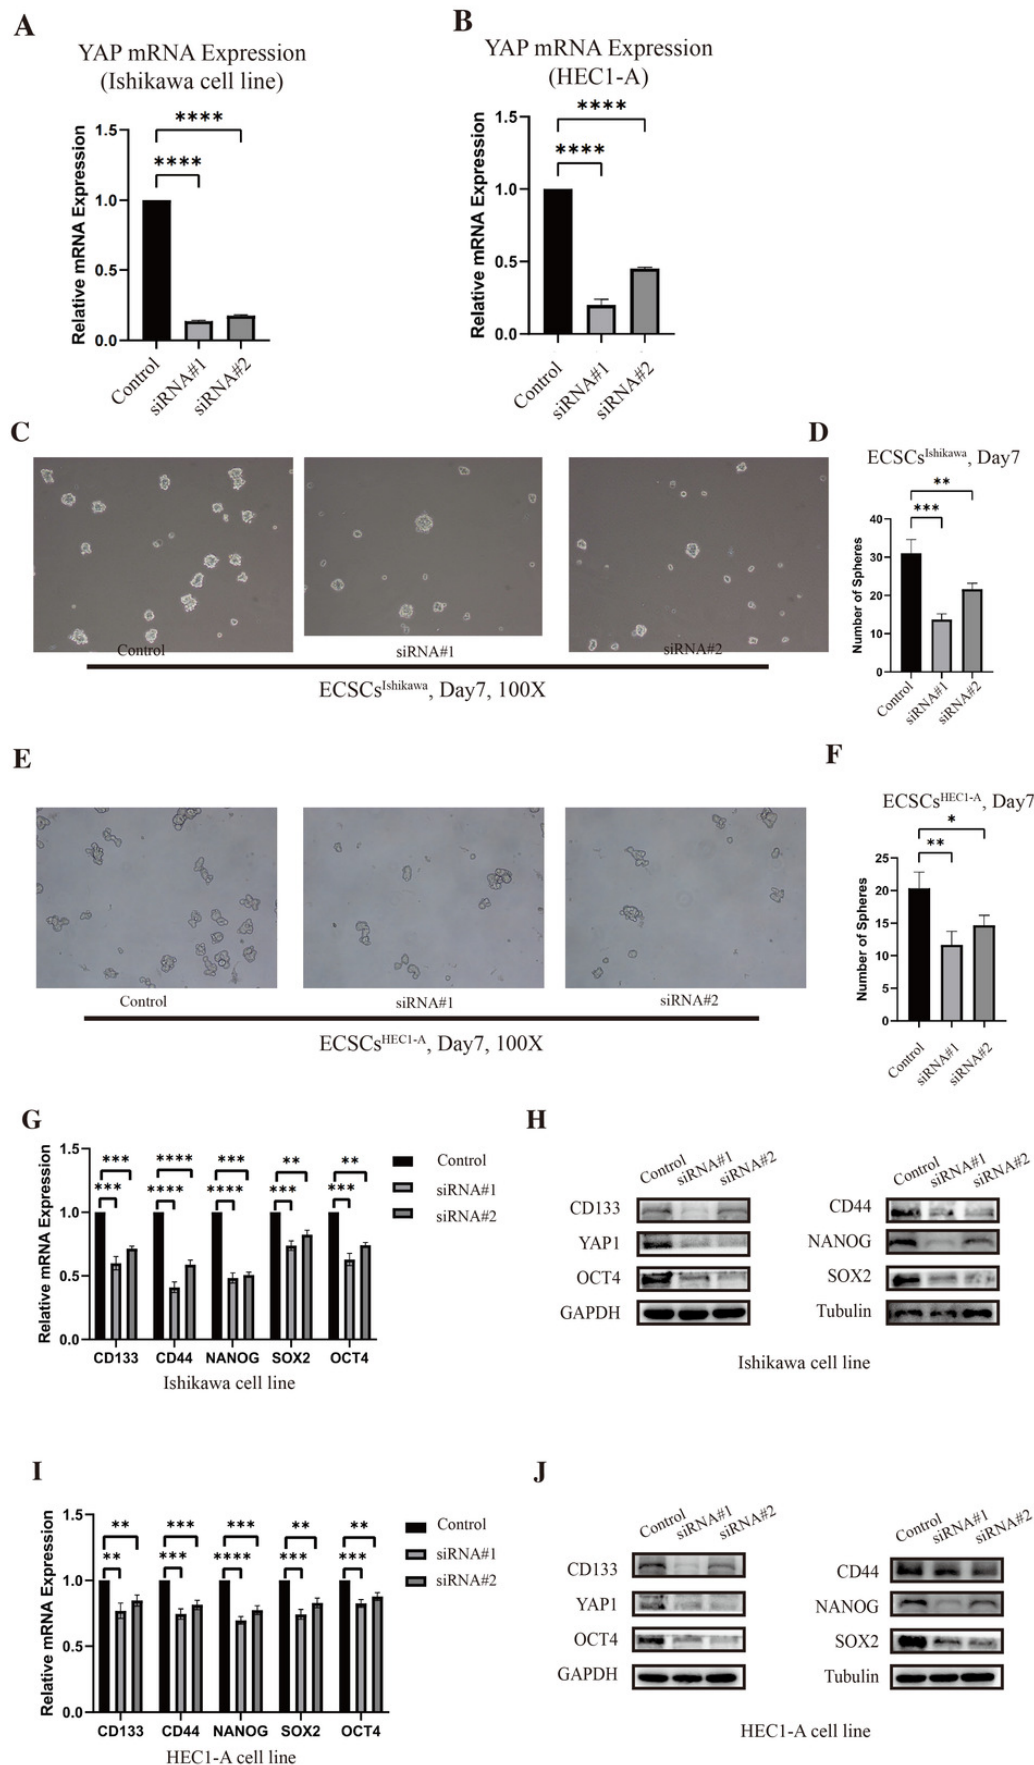 A
YAP mRNA Expression
(Ishikawa cell line)
Relative mRNA Expression
1.5
1.0
0.5
0.0
****
****
Control
siRNA#1
siRNA#2
B
YAP mRNA Expression
(HEC1-A)
Relative mRNA Expression
1.5
1.0
0.5
0.0
****
****
Control
siRNA#1
siRNA#2
C
Control
siRNA#1
siRNA#2
ECSCsIshikawa, Day7, 100X
D
ECSCsIshikawa, Day7
Number of Spheres
40
30
20
10
0
**
***
Control
siRNA#1
siRNA#2
E
Control
siRNA#1
siRNA#2
ECSCsHEC1-A, Day7, 100X
F
ECSCsHEC1-A, Day7
Number of Spheres
25
20
15
10
5
0
*
**
Control
siRNA#1
siRNA#2
G
Relative mRNA Expression
1.5
1.0
0.5
0.0
*** **** *** ** **
*** **** **** *** ***
CD133 CD44 NANOG SOX2 OCT4
Ishikawa cell line
Control
siRNA#1
siRNA#2
H
Control siRNA#1 siRNA#2
CD133
YAP1
OCT4
GAPDH
Control siRNA#1 siRNA#2
CD44
NANOG
SOX2
Tubulin
Ishikawa cell line
I
Relative mRNA Expression
1.5
1.0
0.5
0.0
** *** *** ** **
** *** **** *** ***
CD133 CD44 NANOG SOX2 OCT4
HEC1-A cell line
Control
siRNA#1
siRNA#2
J
Control siRNA#1 siRNA#2
CD133
YAP1
OCT4
GAPDH
Control siRNA#1 siRNA#2
CD44
NANOG
SOX2
Tubulin
HEC1-A cell line